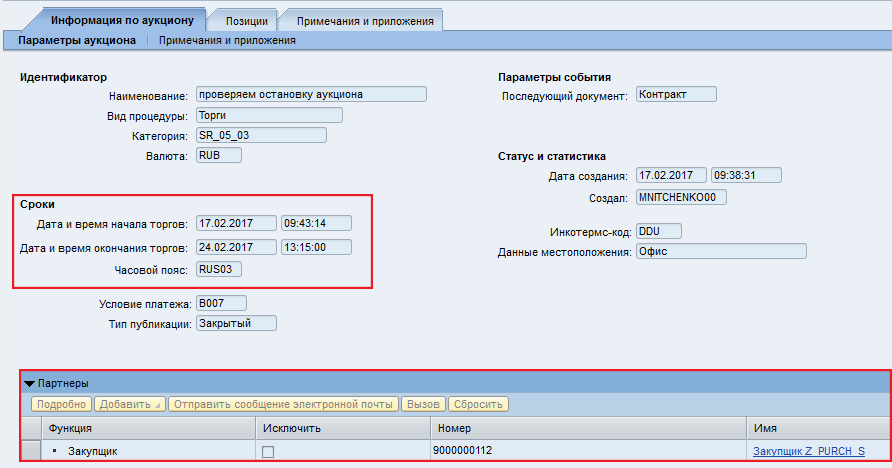 Информация по аукциону Позиции Примечания и приложения
Параметры аукциона Примечания и приложения
Идентификатор
Наименование: проверяем остановку аукциона
Вид процедуры: Торги
Категория: SR_05_03
Валюта: RUB
Параметры события
Последующий документ: Контракт
Статус и статистика
Дата создания: 17.02.2017 09:38:31
Создал: MNITCHENKO00
Сроки
Дата и время начала торгов: 17.02.2017 09:43:14
Дата и время окончания торгов: 24.02.2017 13:15:00
Часовой пояс: RUS03
Инкотермс-код: DDU
Данные местоположения: Офис
Условие платежа: B007
Тип публикации: Закрытый
Партнеры
Подробно Добавить Отправить сообщение электронной почты Вызов Сбросить
Функция Исключить Номер Имя
Закупщик 9000000112 Закупщик Z_PURCH_S